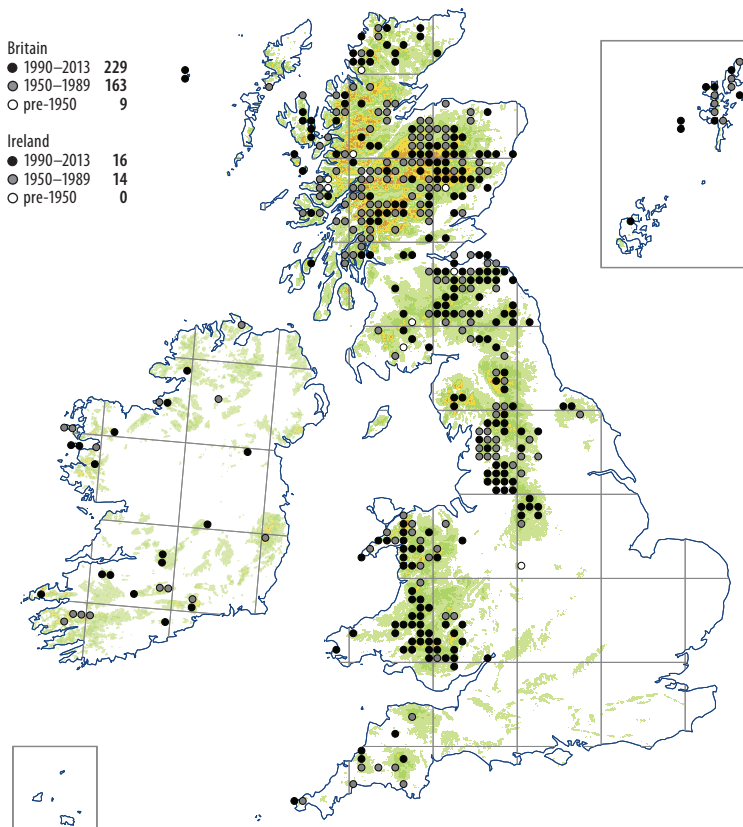 Britain
● 1990–2013 229
● 1950–1989 163
○ pre-1950 9
Ireland
● 1990–2013 16
● 1950–1989 14
○ pre-1950 0